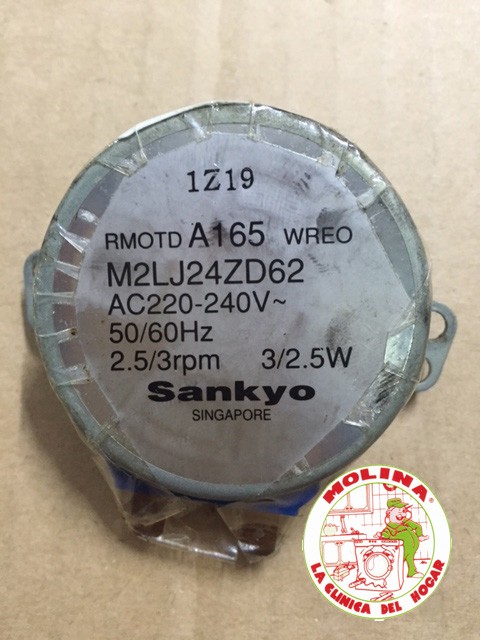 1Z19
RMOTD A165 WREO
M2LJ24ZD62
AC220-240V~
50/60Hz
2.5/3rpm 3/2.5W
Sankyo
SINGAPORE
MOLINA
LA CLINICA DEL HOGAR